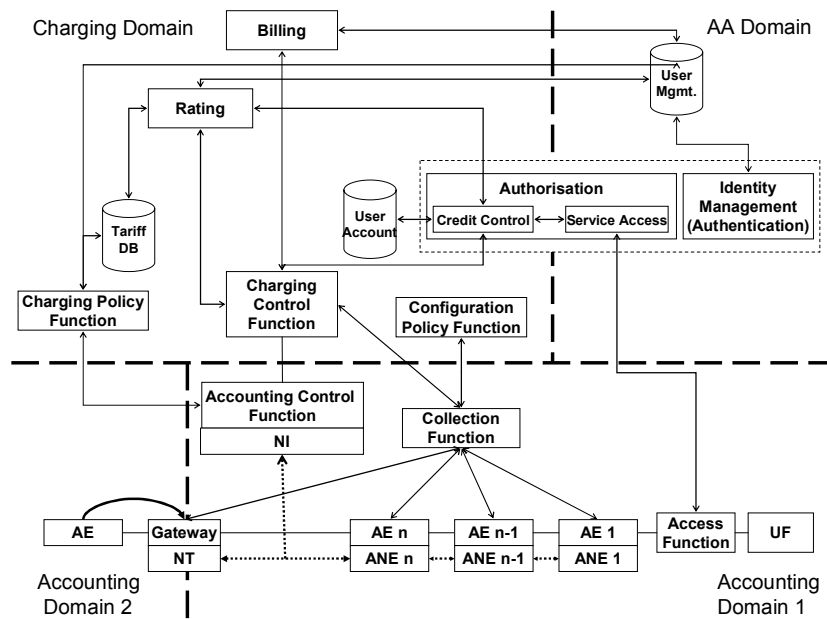 Charging Domain
Billing
AA Domain
User
Mgmt.
Rating
Authorisation
Credit Control
Service Access
Identity
Management
(Authentication)
User
Account
Tariff
DB
Charging Policy
Function
Charging
Control
Function
Configuration
Policy Function
Accounting Control
Function
NI
Collection
Function
AE
Gateway
NT
AE n
ANE n
AE n-1
ANE n-1
AE 1
ANE 1
Access
Function
UF
Accounting
Domain 2
Accounting
Domain 1